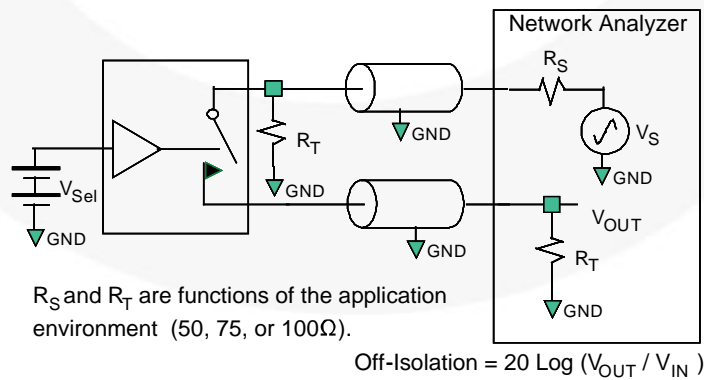 Network Analyzer
R_S
V_S
GND
GND
R_T
GND
V_Sel
GND
GND
V_OUT
R_T
GND
R_S and R_T are functions of the application
environment (50, 75, or 100Ω).
Off-Isolation = 20 Log (V_OUT / V_IN )